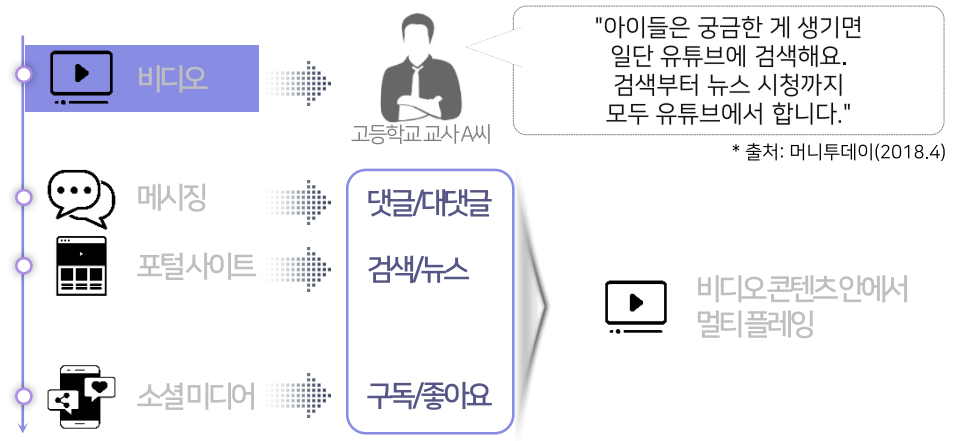 "아이들은 궁금한 게 생기면
일단 유튜브에 검색해요.
검색부터 뉴스 시청까지
모두 유튜브에서 합니다."
비디오
고등학교 교사 A씨
* 출처: 머니투데이(2018.4)
메시징
댓글/대댓글
포털 사이트
검색/뉴스
비디오 콘텐츠 안에서
멀티 플레잉
소셜 미디어
구독/좋아요